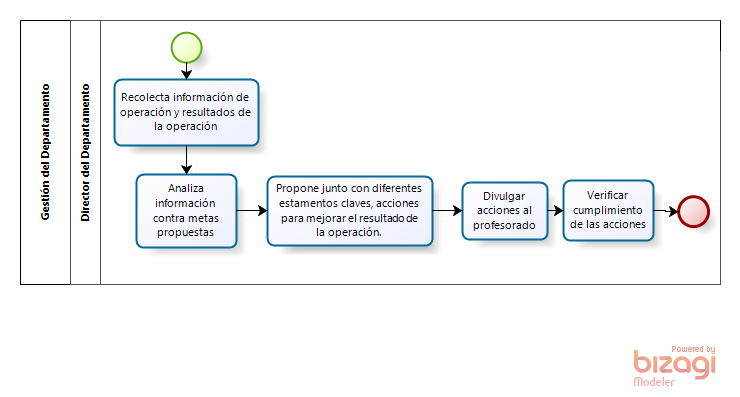 Gestión del Departamento
Director del Departamento
Recolecta información de
operación y resultados de
la operación
Analiza
información
contra metas
propuestas
Propone junto con diferentes
estamentos claves, acciones
para mejorar el resultado de
la operación.
Divulgar
acciones al
profesorado
Verificar
cumplimiento
de las acciones
Powered by
bizagi
Modeler